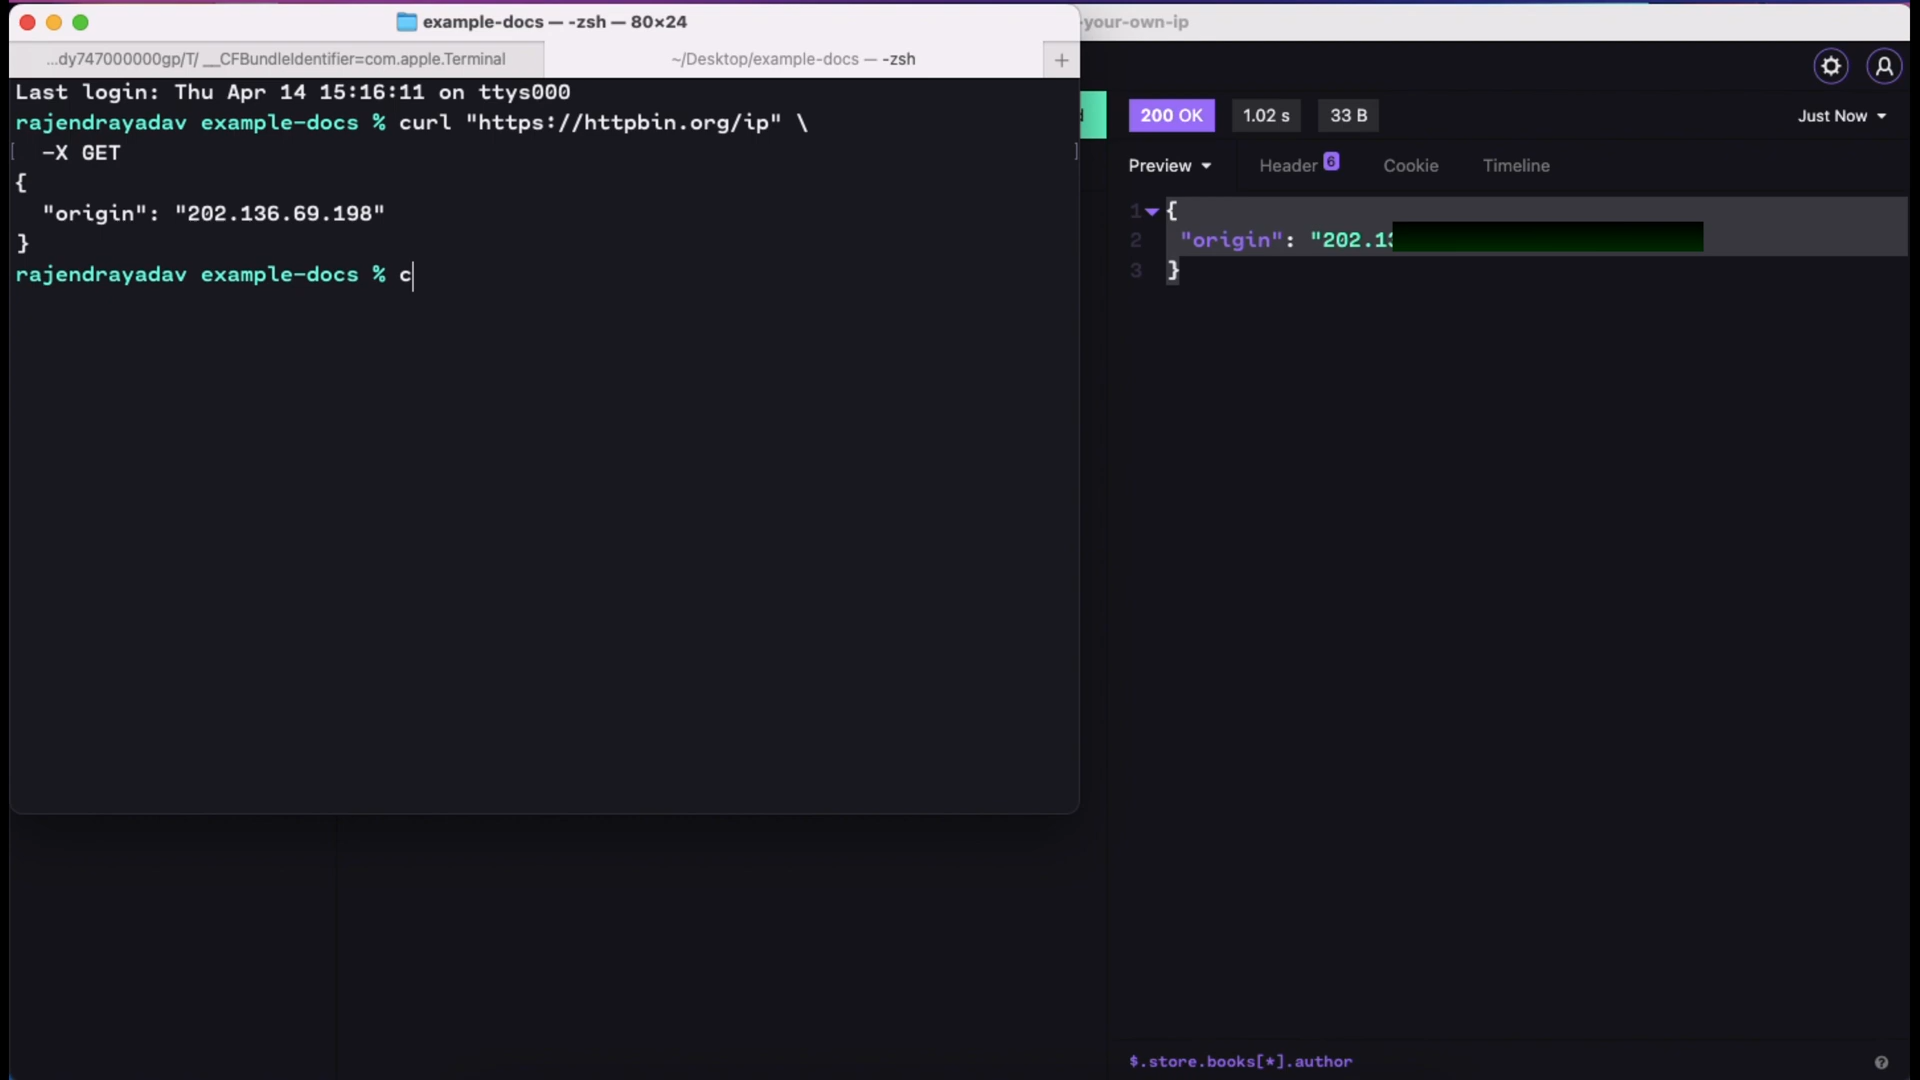 example-docs — -zsh — 80×24
-your-own-ip
...dy747000000gp/T/ __CFBundleIdentifier=com.apple.Terminal
~/Desktop/example-docs — -zsh
+
Last login: Thu Apr 14 15:16:11 on ttys000
rajendrayadav example-docs % curl "https://httpbin.org/ip" \
[ -X GET ]
{
"origin": "202.136.69.198"
}
rajendrayadav example-docs % c
200 OK
1.02 s
33 B
Just Now
Preview
Header 6
Cookie
Timeline
1 {
2 "origin": "202.13
3 }
$.store.books[*].author
?